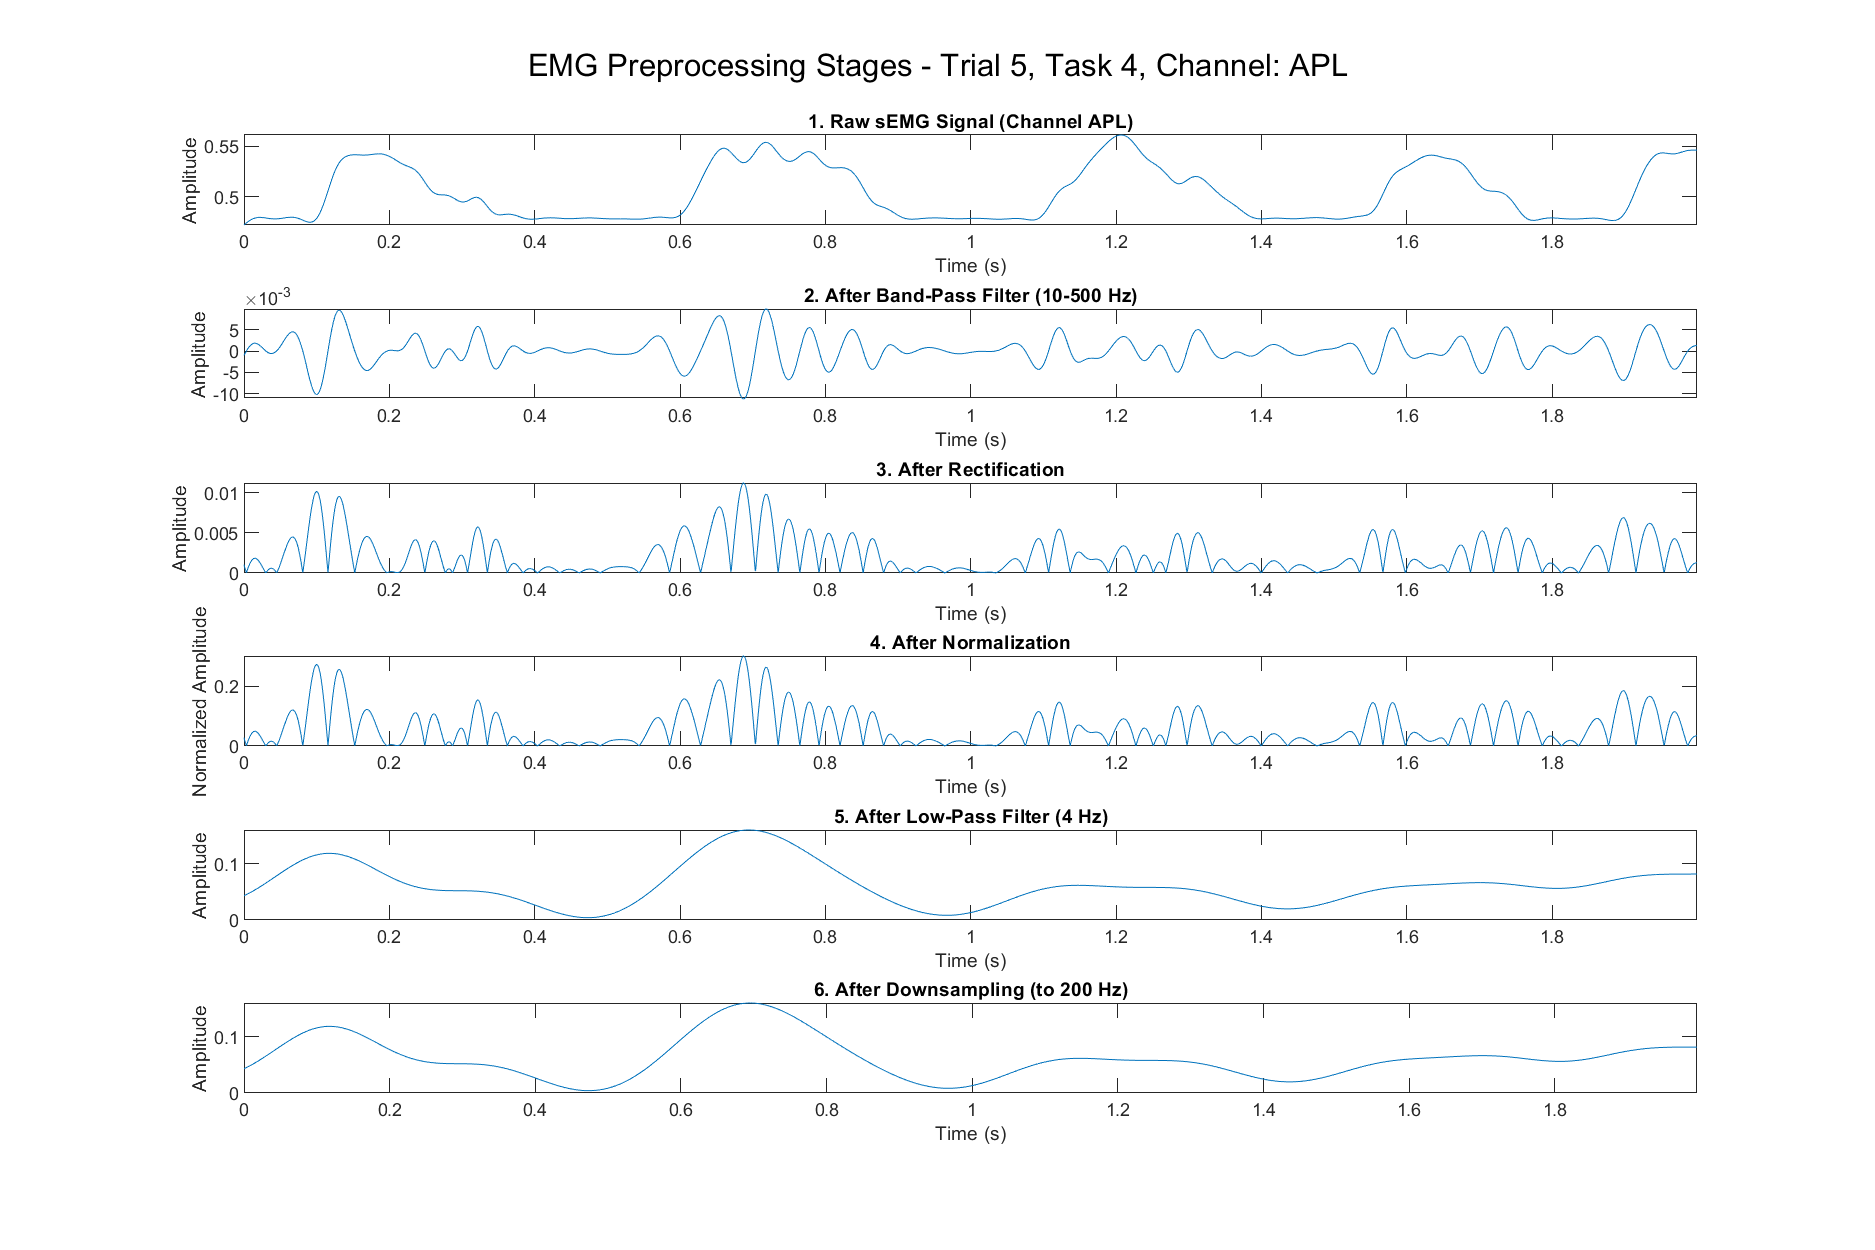 EMG Preprocessing Stages - Trial 5, Task 4, Channel: APL
1. Raw sEMG Signal (Channel APL)
Amplitude
0.55
0.5
0 0.2 0.4 0.6 0.8 1 1.2 1.4 1.6 1.8
Time (s)
2. After Band-Pass Filter (10-500 Hz)
×10-3
Amplitude
5
0
-5
-10
0 0.2 0.4 0.6 0.8 1 1.2 1.4 1.6 1.8
Time (s)
3. After Rectification
Amplitude
0.01
0.005
0
0 0.2 0.4 0.6 0.8 1 1.2 1.4 1.6 1.8
Time (s)
4. After Normalization
Normalized Amplitude
0.2
0
0 0.2 0.4 0.6 0.8 1 1.2 1.4 1.6 1.8
Time (s)
5. After Low-Pass Filter (4 Hz)
Amplitude
0.1
0
0 0.2 0.4 0.6 0.8 1 1.2 1.4 1.6 1.8
Time (s)
6. After Downsampling (to 200 Hz)
Amplitude
0.1
0
0 0.2 0.4 0.6 0.8 1 1.2 1.4 1.6 1.8
Time (s)